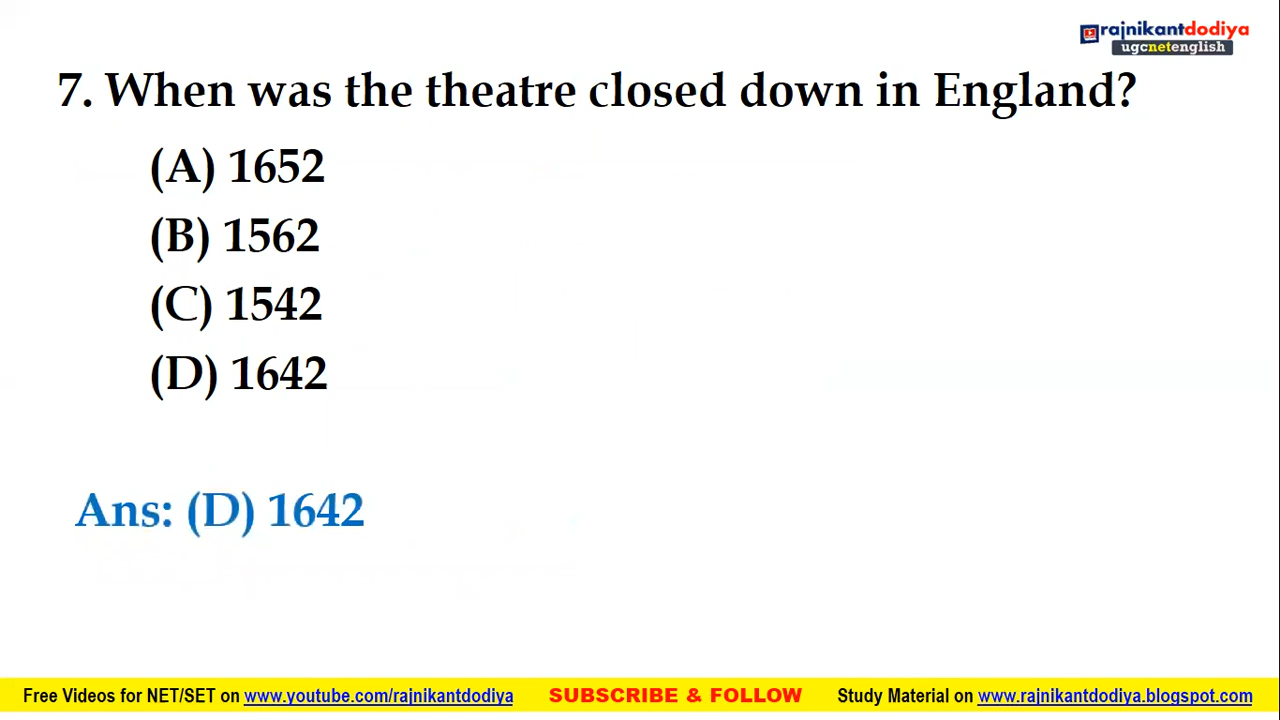 rajnikantdodiya
ugcnetenglish
7. When was the theatre closed down in England?
(A) 1652
(B) 1562
(C) 1542
(D) 1642
Ans: (D) 1642
Free Videos for NET/SET on www.youtube.com/rajnikantdodiya SUBSCRIBE & FOLLOW Study Material on www.rajnikantdodiya.blogspot.com